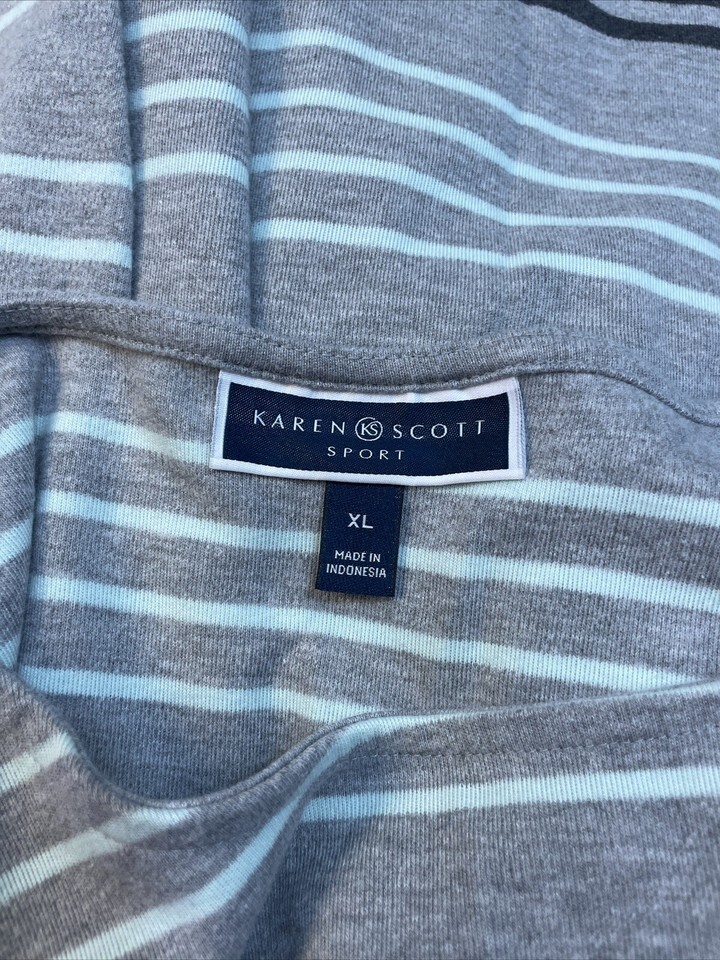 KAREN KS SCOTT
SPORT
XL
MADE IN
INDONESIA